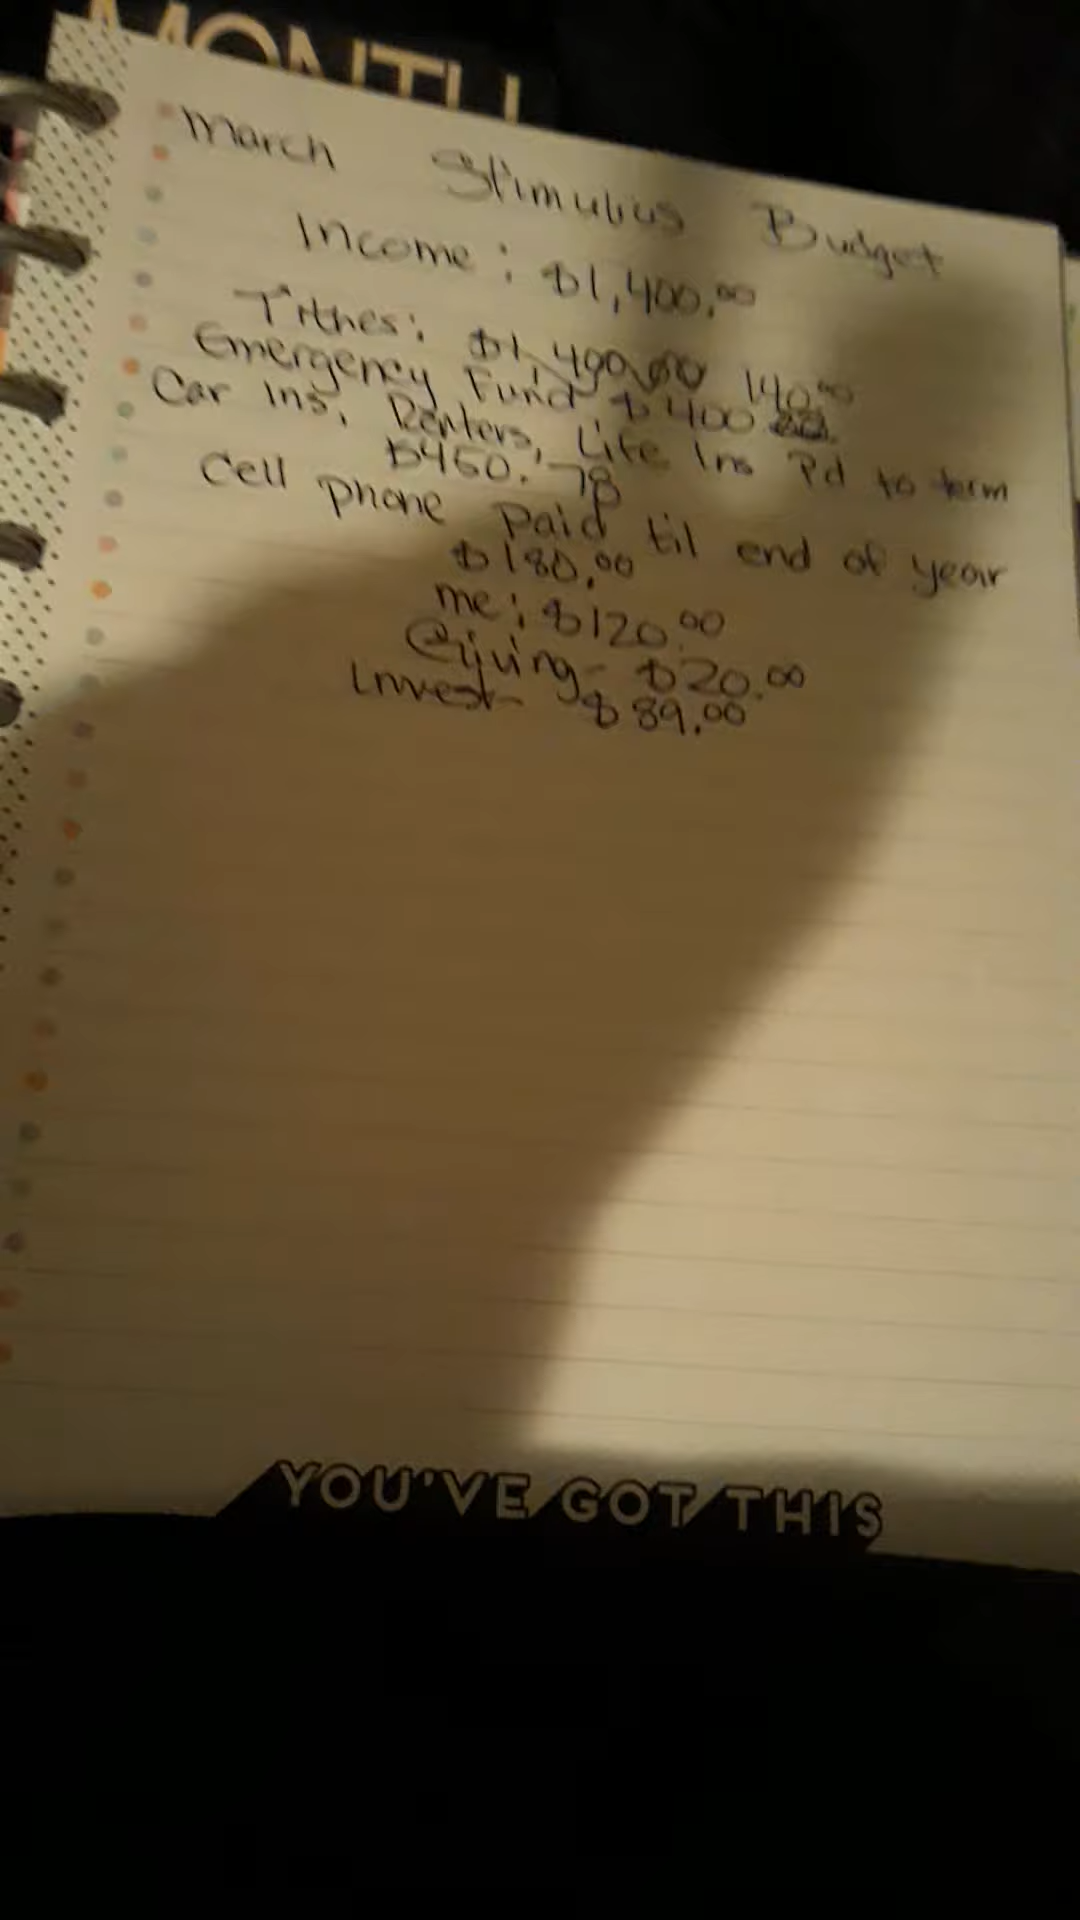 MONTH
March Stimulus Budget
Income: $1,400.00
Tithes: $1,400.00 140.00
Emergency Fund $400
Car Ins, Renters, Life Ins Pd to term
$450.78
Cell phone paid til end of year
$180.00
me: $120.00
Giving- $20.00
Invest- $89.00
YOU'VE GOT THIS